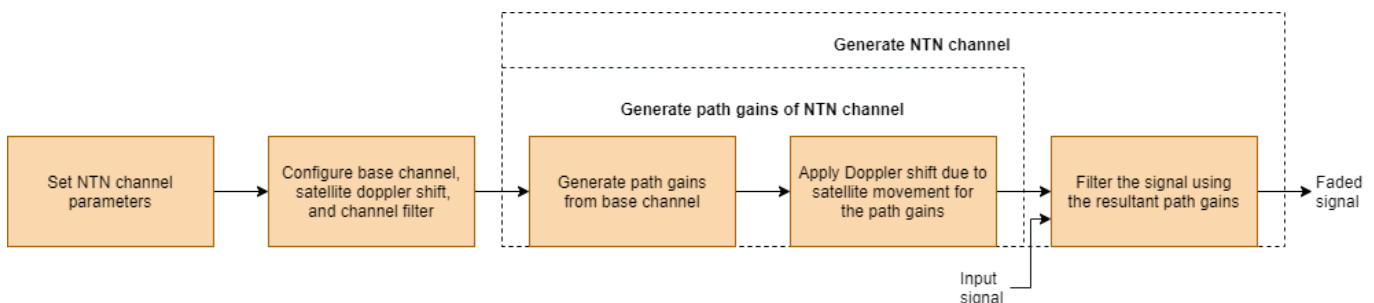 Generate NTN channel
Generate path gains of NTN channel
Set NTN channel
parameters
Configure base channel,
satellite doppler shift,
and channel filter
Generate path gains
from base channel
Apply Doppler shift due to
satellite movement for
the path gains
Filter the signal using
the resultant path gains
Faded
signal
Input
signal